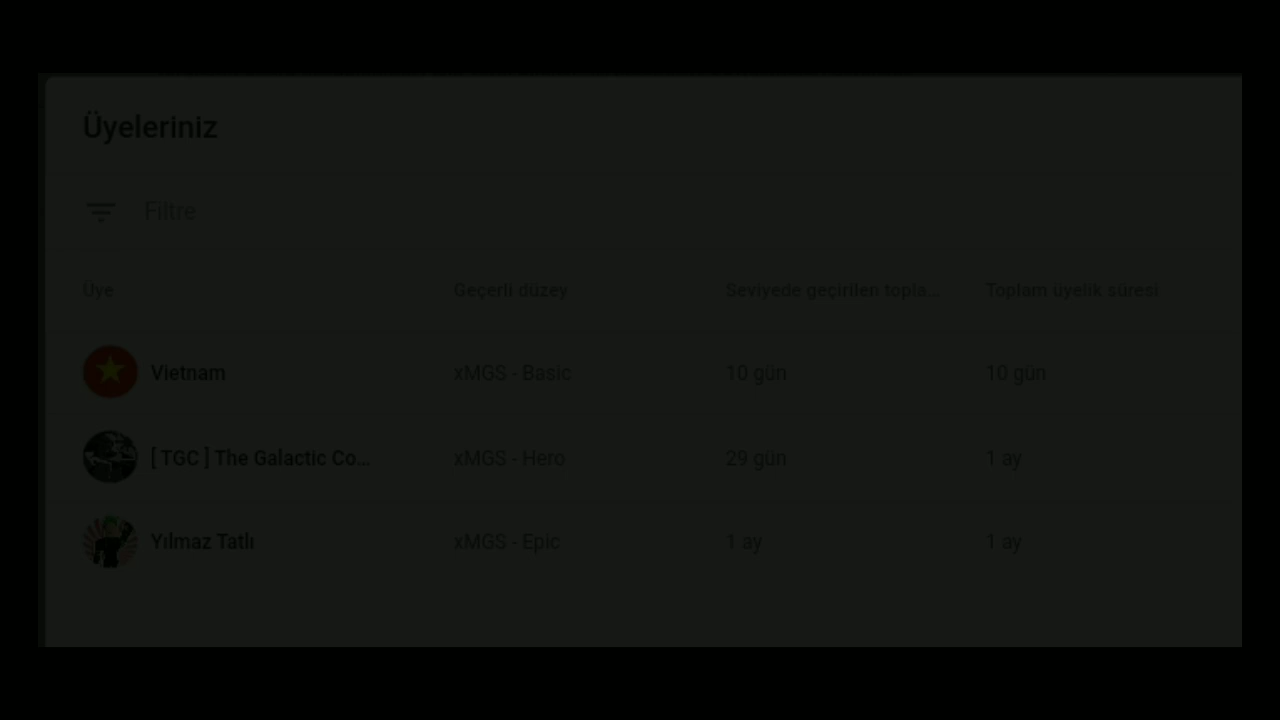 Üyeleriniz
Filtre
Üye Geçerli düzey Seviyede geçirilen topla... Toplam üyelik süresi
Vietnam xMGS - Basic 10 gün 10 gün
[ TGC ] The Galactic Co... xMGS - Hero 29 gün 1 ay
Yılmaz Tatlı xMGS - Epic 1 ay 1 ay